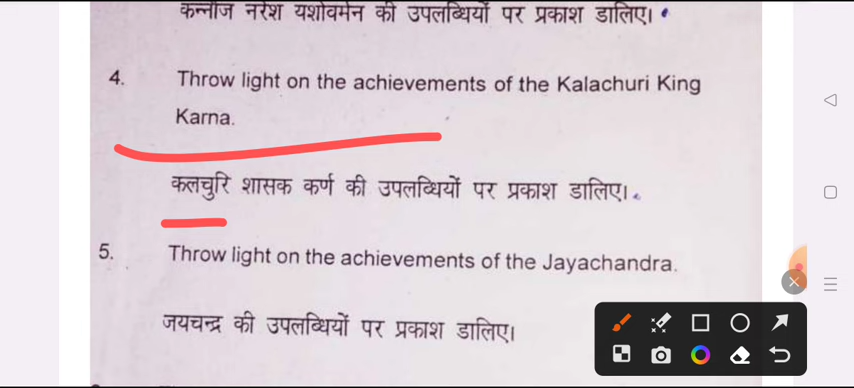 कन्नौज नरेश यशोवर्मन की उपलब्धियों पर प्रकाश डालिए।
4. Throw light on the achievements of the Kalachuri King
Karna.
कलचुरि शासक कर्ण की उपलब्धियों पर प्रकाश डालिए।
5. Throw light on the achievements of the Jayachandra.
जयचन्द्र की उपलब्धियों पर प्रकाश डालिए।